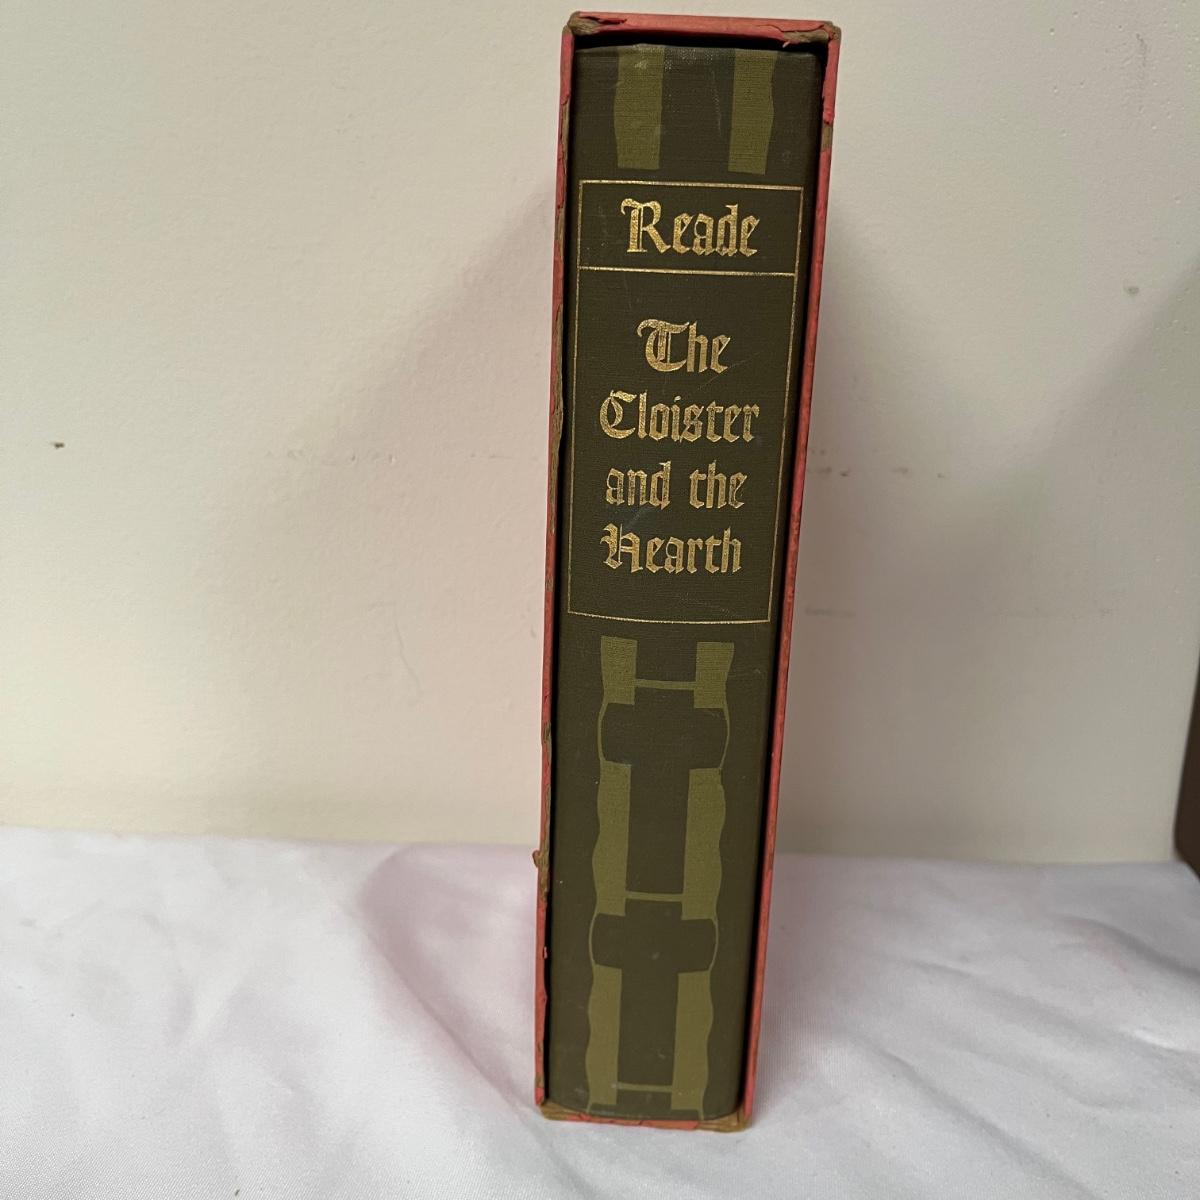 Reade
The
Cloister
and the
Hearth